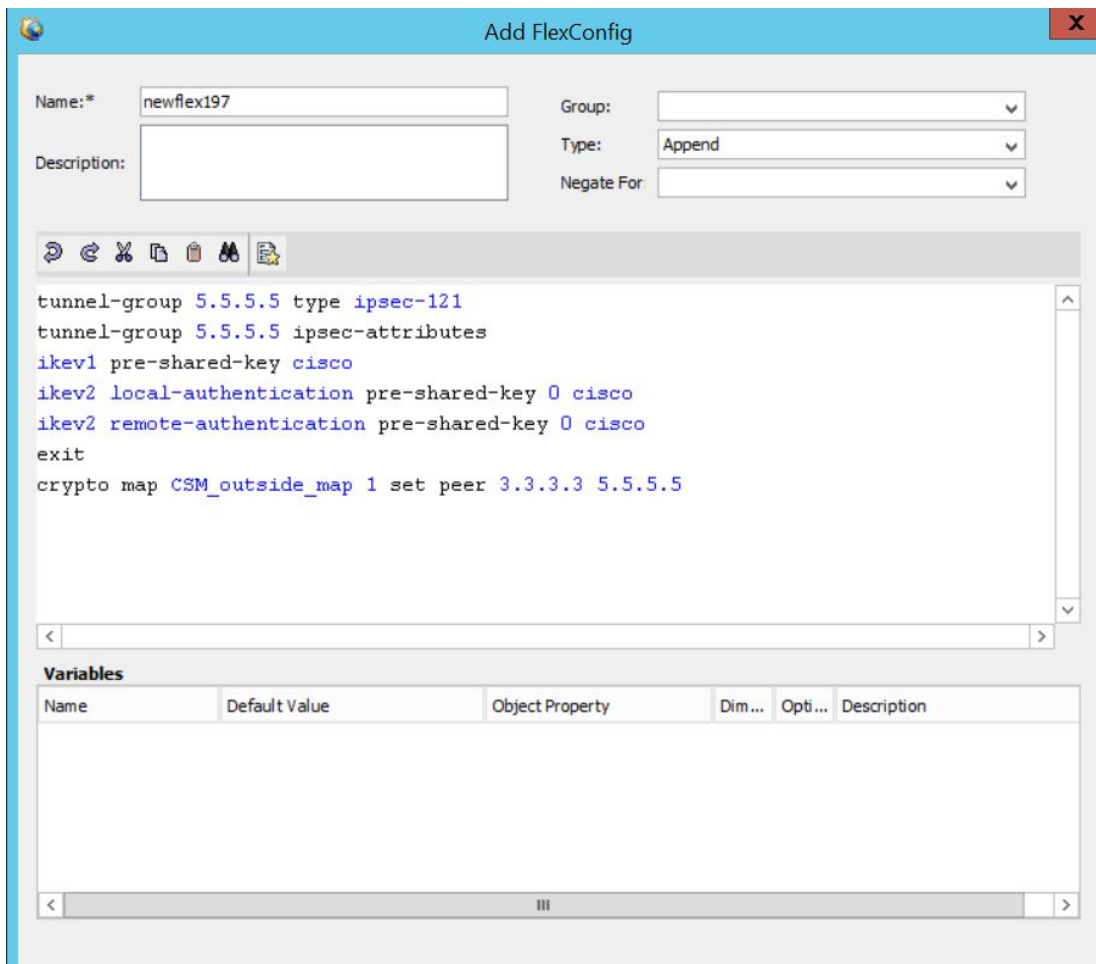 Add FlexConfig
X
Name:* newflex197
Group:
Type: Append
Description:
Negate For:
tunnel-group 5.5.5.5 type ipsec-121
tunnel-group 5.5.5.5 ipsec-attributes
ikev1 pre-shared-key cisco
ikev2 local-authentication pre-shared-key 0 cisco
ikev2 remote-authentication pre-shared-key 0 cisco
exit
crypto map CSM_outside_map 1 set peer 3.3.3.3 5.5.5.5
Variables
Name Default Value Object Property Dim... Opti... Description